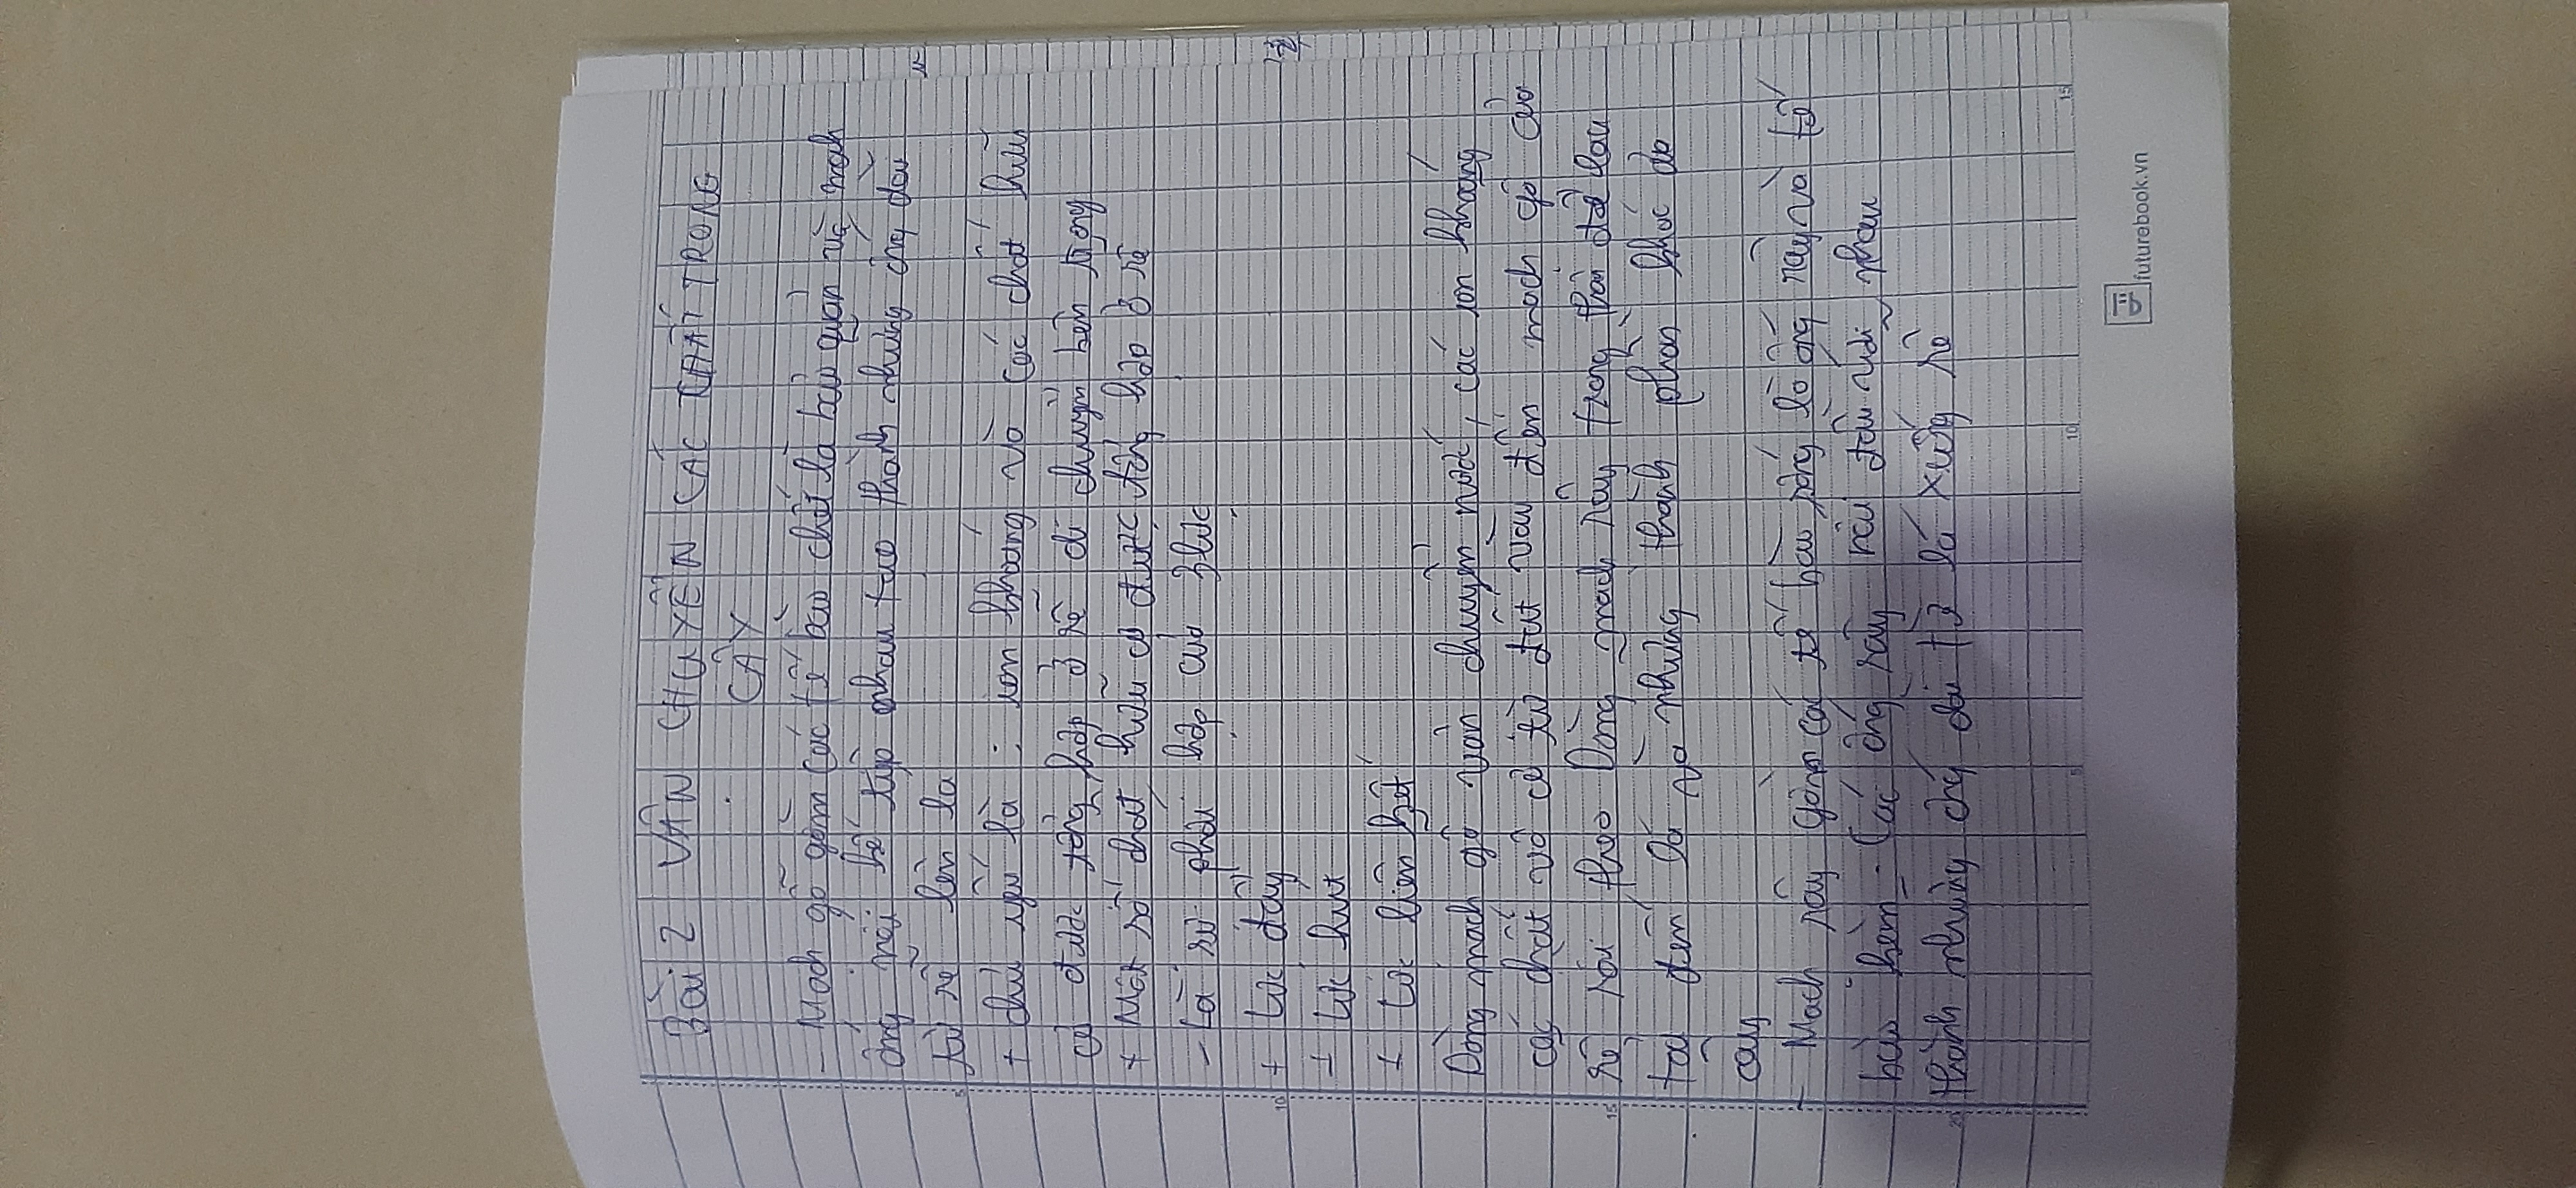 Bài 2 VẬN CHUYỂN CÁC CHẤT TRONG
CÂY
- Mạch gỗ gồm các tế bào chết là bào quản và mạch
ống nối kế tiếp nhau tạo thành những ống dài
từ rễ lên lá
+ chủ yếu là : ion khoáng và các chất hữu
cơ được tổng hợp ở rễ di chuyển bên trong
+ Một số chất hữu cơ được tổng hợp ở rễ
- Là sự phối hợp của 3 lực
+ Lực đẩy
+ Lực hút
+ Lực liên kết
Dòng mạch gỗ vận chuyển nước, các ion khoáng
các chất vô cơ từ đất vào đến mạch gỗ của
rễ rồi theo Dòng mạch này trong thân để lan
tỏa đến lá và những thành phần khác do
cây
- Mạch rây gồm các tế bào sống là ống rây và tế
bào kèm - Các ống rây nối đầu với nhau
thành những ống dài từ lá xuống rễ
5
10
15
20
5
10
15
futurebook.vn